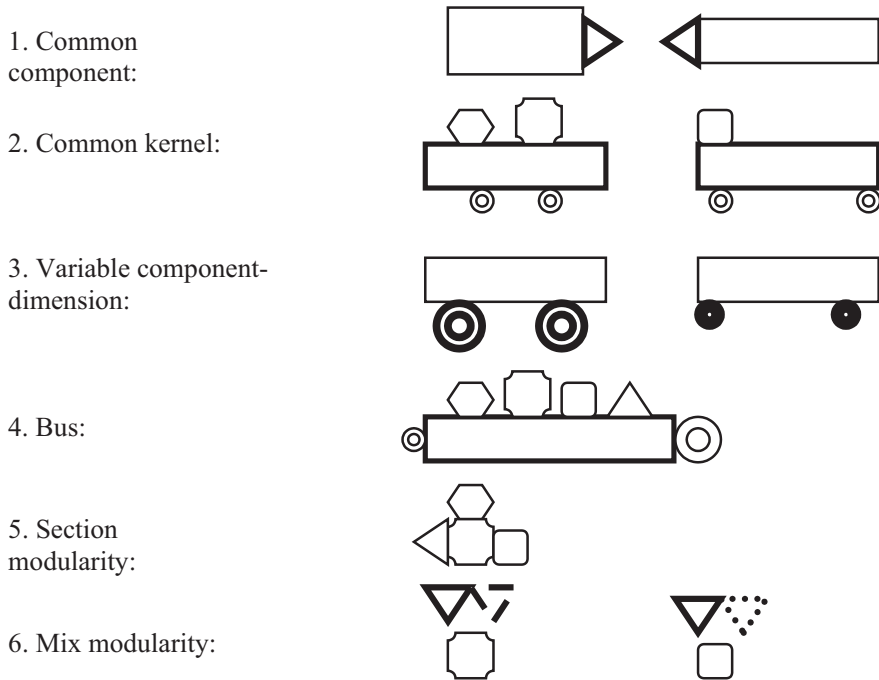 1. Common
component:
2. Common kernel:
3. Variable component-
dimension:
4. Bus:
5. Section
modularity:
6. Mix modularity: